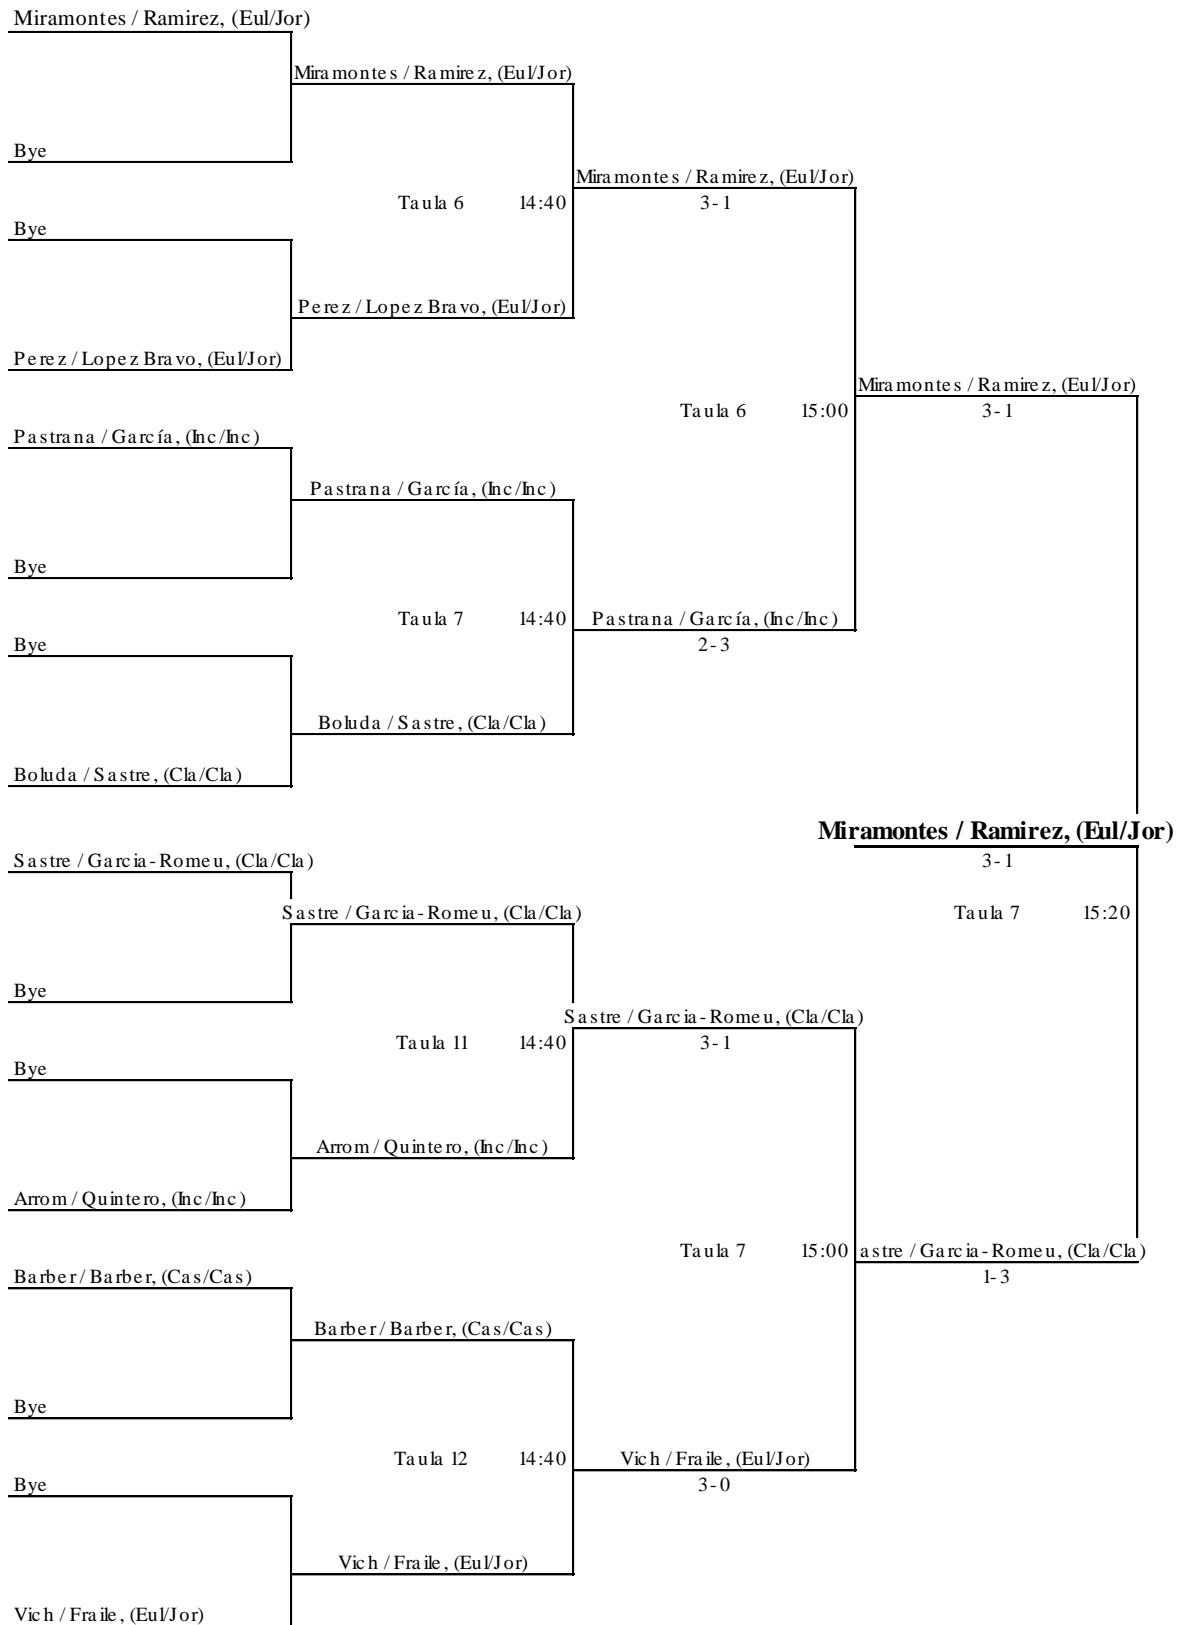 Miramontes / Ramirez, (Eul/Jor)
Miramontes / Ramirez, (Eul/Jor)
Bye
Miramontes / Ramirez, (Eul/Jor)
Taula 6 14:40 3-1
Bye
Perez / Lopez Bravo, (Eul/Jor)
Perez / Lopez Bravo, (Eul/Jor)
Miramontes / Ramirez, (Eul/Jor)
Taula 6 15:00 3-1
Pastrana / García, (Inc/Inc)
Pastrana / García, (Inc/Inc)
Bye
Taula 7 14:40 Pastrana / García, (Inc/Inc)
Bye 2-3
Boluda / Sastre, (Cla/Cla)
Boluda / Sastre, (Cla/Cla)
Miramontes / Ramirez, (Eul/Jor)
Sastre / Garcia-Romeu, (Cla/Cla) 3-1
Sastre / Garcia-Romeu, (Cla/Cla) Taula 7 15:20
Bye
Sastre / Garcia-Romeu, (Cla/Cla)
Taula 11 14:40 3-1
Bye
Arrom / Quintero, (Inc/Inc)
Arrom / Quintero, (Inc/Inc)
Taula 7 15:00 astre / Garcia-Romeu, (Cla/Cla)
Barber / Barber, (Cas/Cas) 1-3
Barber / Barber, (Cas/Cas)
Bye
Taula 12 14:40 Vich / Fraile, (Eul/Jor)
Bye 3-0
Vich / Fraile, (Eul/Jor)
Vich / Fraile, (Eul/Jor)